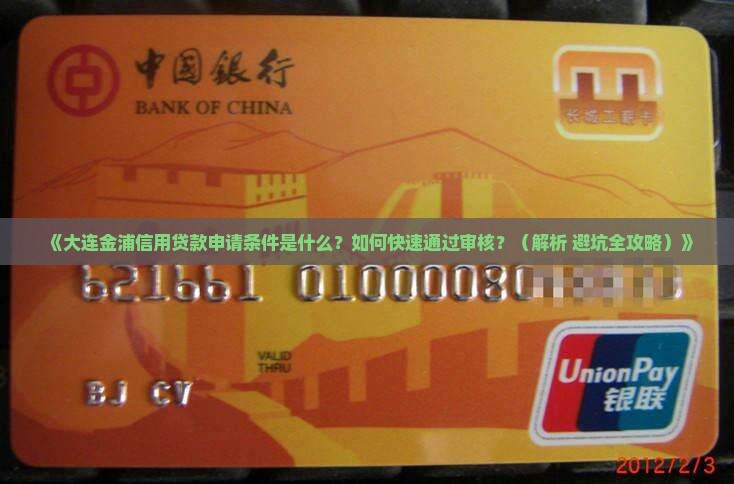 中国银行
BANK OF CHINA
长城工薪卡
《大连金浦信用贷款申请条件是什么？如何快速通过审核？（解析 避坑全攻略）》
621661 01000080
VALID
THRU
BJ CV
UnionPay
银联
2012/2/3